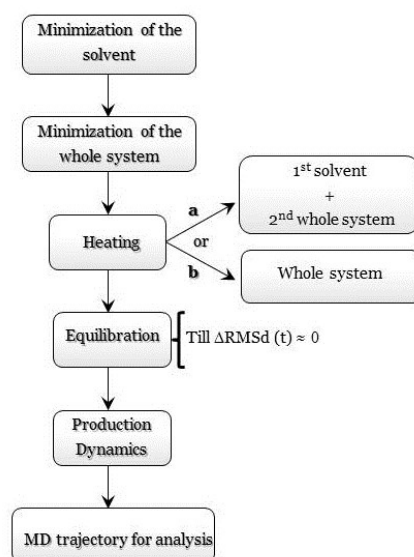 Minimization of the
solvent
Minimization of the
whole system
Heating
a
or
b
1st solvent
+
2nd whole system
Whole system
Equilibration
Till ΔRMSd (t) ≈ 0
Production
Dynamics
MD trajectory for analysis